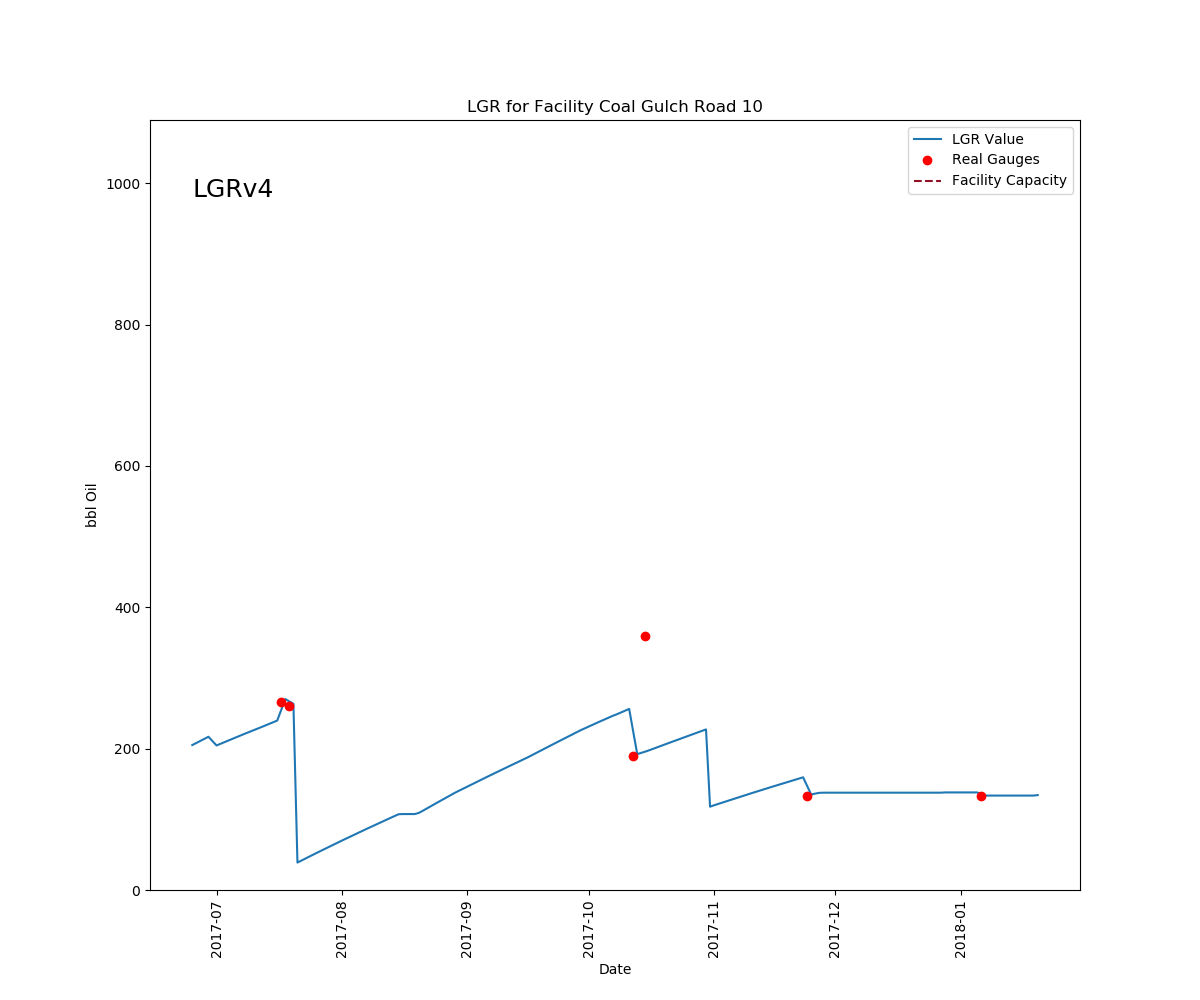 LGR for Facility Coal Gulch Road 10
LGR Value
Real Gauges
Facility Capacity
LGRv4
1000
800
600
400
200
0
bbl Oil
2017-07
2017-08
2017-09
2017-10
2017-11
2017-12
2018-01
Date